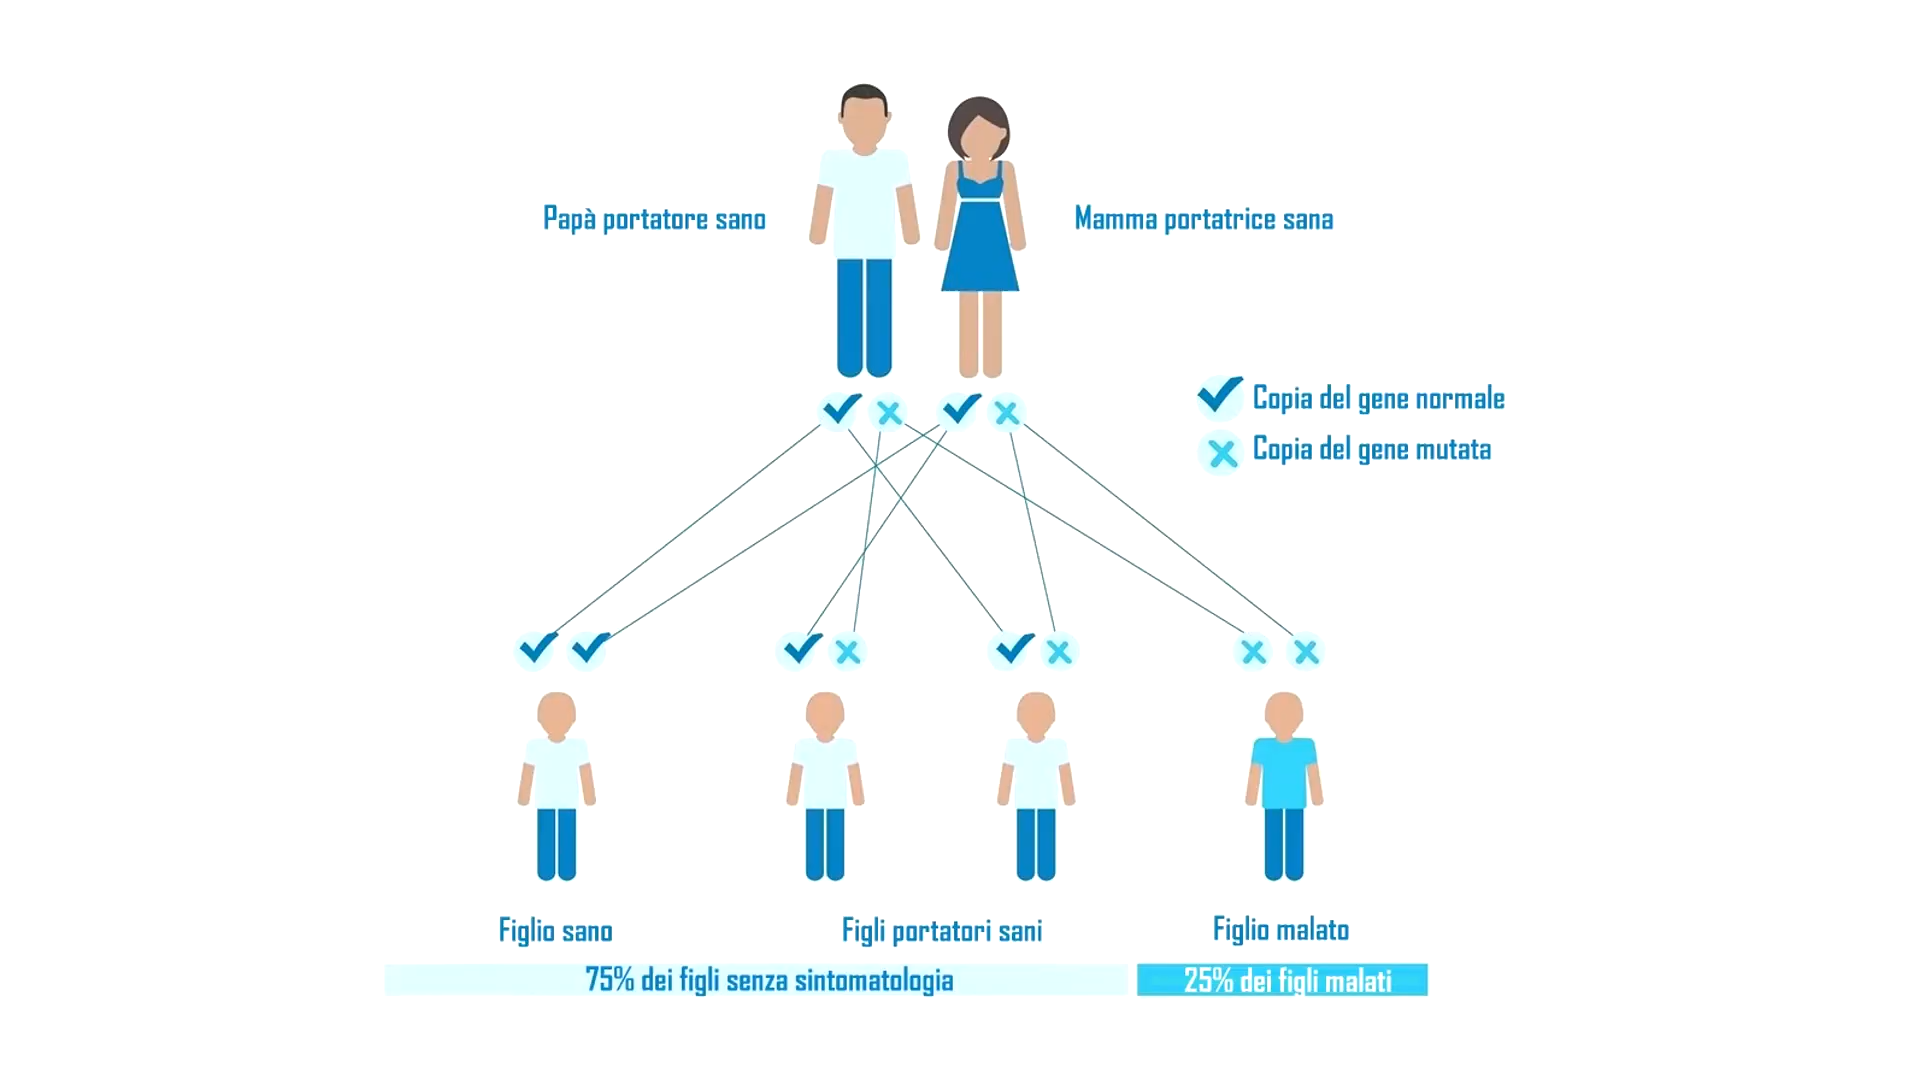 Papà portatore sano
Mamma portatrice sana
Copia del gene normale
Copia del gene mutata
Figlio sano
Figli portatori sani
Figlio malato
75% dei figli senza sintomatologia
25% dei figli malati